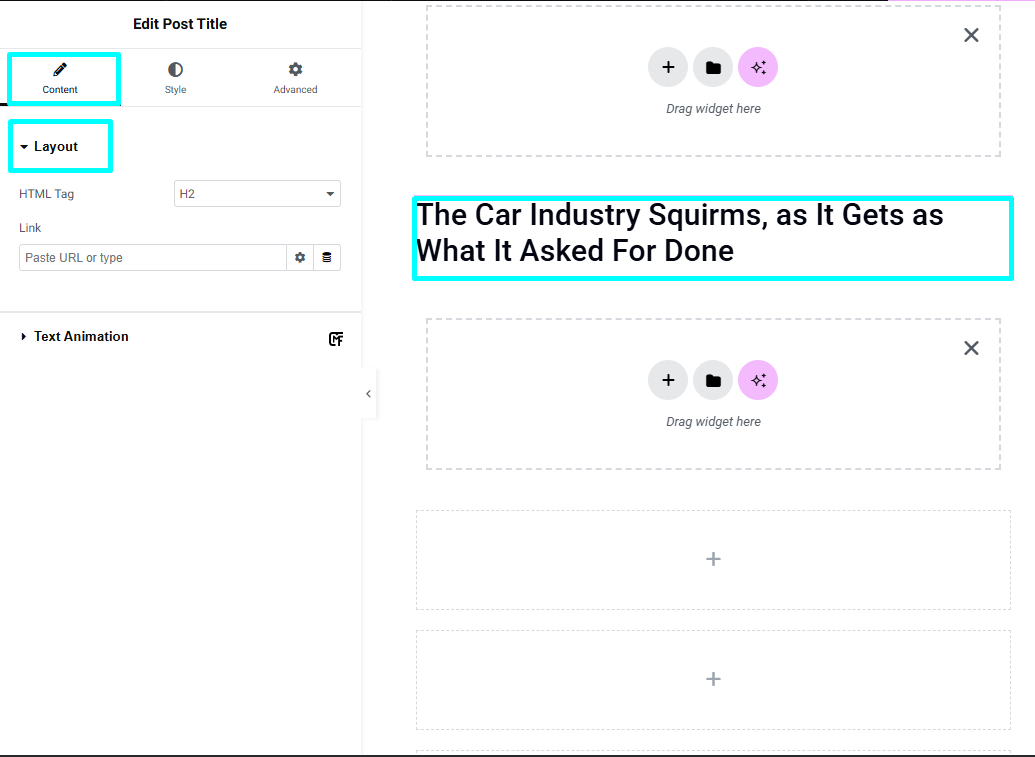 Edit Post Title
Content
Style
Advanced
Layout
HTML Tag
H2
Link
Paste URL or type
Text Animation
Drag widget here
The Car Industry Squirms, as It Gets as
What It Asked For Done
Drag widget here